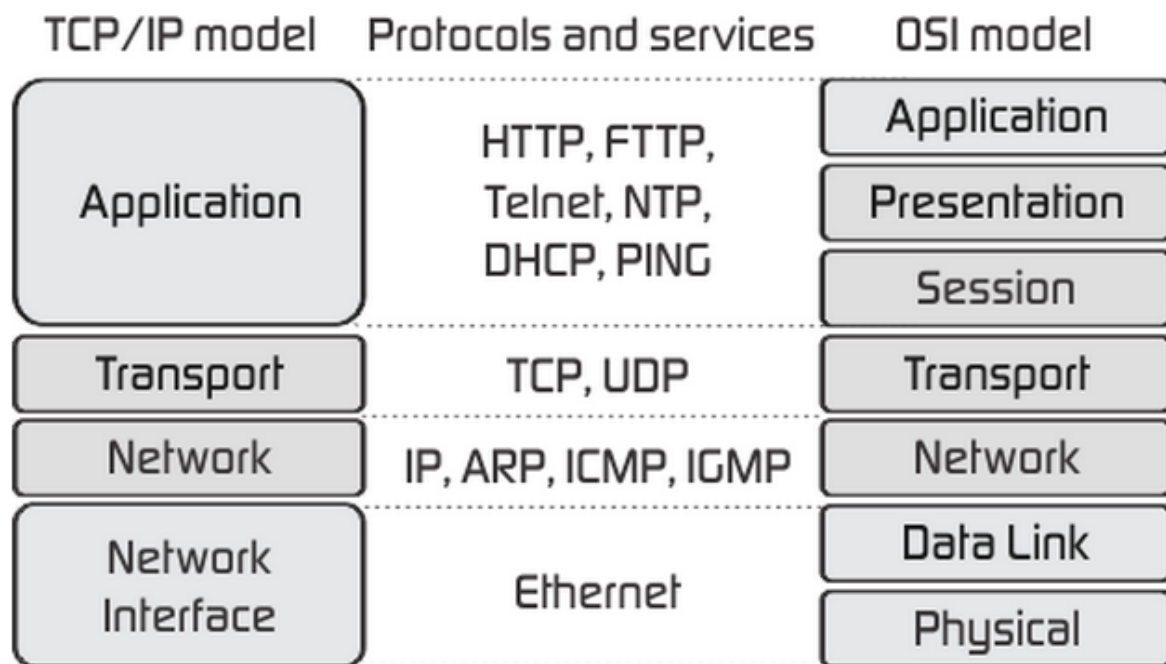 TCP/IP model Protocols and services OSI model
Application
HTTP, FTTP,
Telnet, NTP,
DHCP, PING
Application
Presentation
Session
Transport
TCP, UDP
Transport
Network
IP, ARP, ICMP, IGMP
Network
Network
Interface
Ethernet
Data Link
Physical